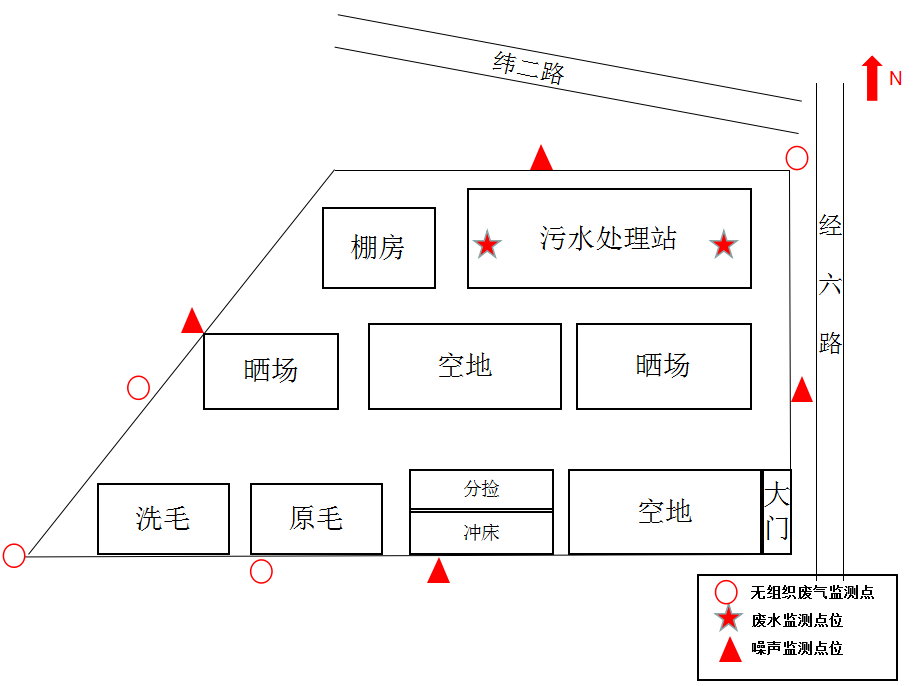 纬二路
N
经六路
棚房
污水处理站
晒场
空地
晒场
洗毛
原毛
分捡
冲床
空地
大门
无组织废气监测点
废水监测点位
噪声监测点位